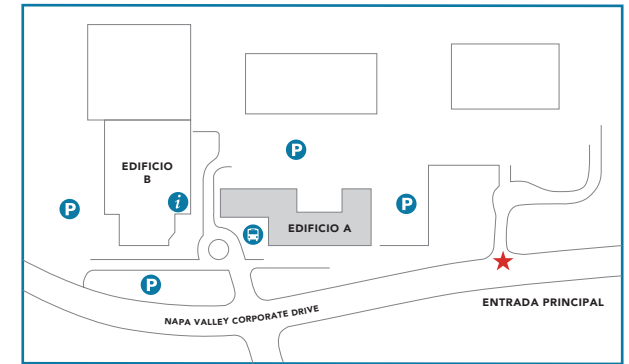 EDIFICIO
B
P
i
P
P
EDIFICIO A
P
ENTRADA PRINCIPAL
NAPA VALLEY CORPORATE DRIVE